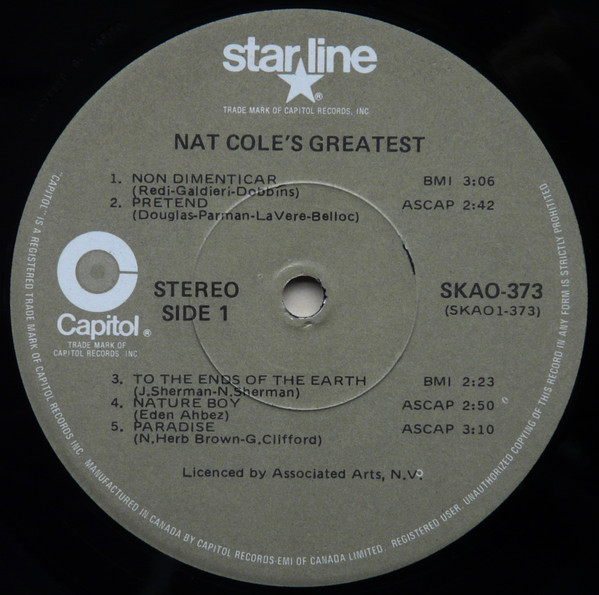 starline
®
TRADE MARK OF CAPITOL RECORDS, INC
NAT COLE'S GREATEST
1. NON DIMENTICAR BMI 3:06
(Redi-Galdieri-Dobbins)
2. PRETEND ASCAP 2:42
(Douglas-Parman-LaVere-Belloc)
Capitol®
TRADE MARK OF
CAPITOL RECORDS INC
STEREO
SIDE 1
SKAO-373
(SKAO1-373)
3. TO THE ENDS OF THE EARTH BMI 2:23
(J.Sherman-N.Sherman)
4. NATURE BOY ASCAP 2:50
(Eden Ahbez)
5. PARADISE ASCAP 3:10
(N.Herb Brown-G.Clifford)
Licenced by Associated Arts, N.V.
"CAPITOL" IS A REGISTERED TRADE MARK OF CAPITOL RECORDS INC. MANUFACTURED IN CANADA BY CAPITOL RECORDS-EMI OF CANADA LIMITED. REGISTERED USER. UNAUTHORIZED COPYING OF THIS RECORD IN ANY FORM IS STRICTLY PROHIBITED